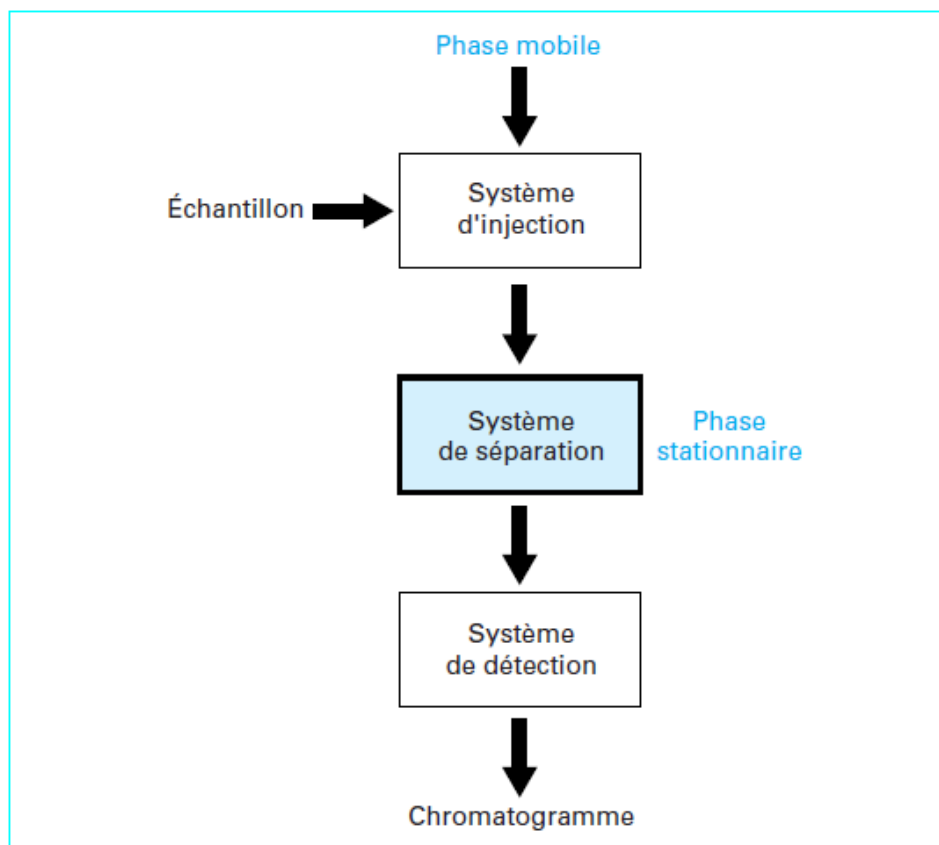 Phase mobile
Échantillon
Système
d'injection
Système
de séparation
Phase
stationnaire
Système
de détection
Chromatogramme